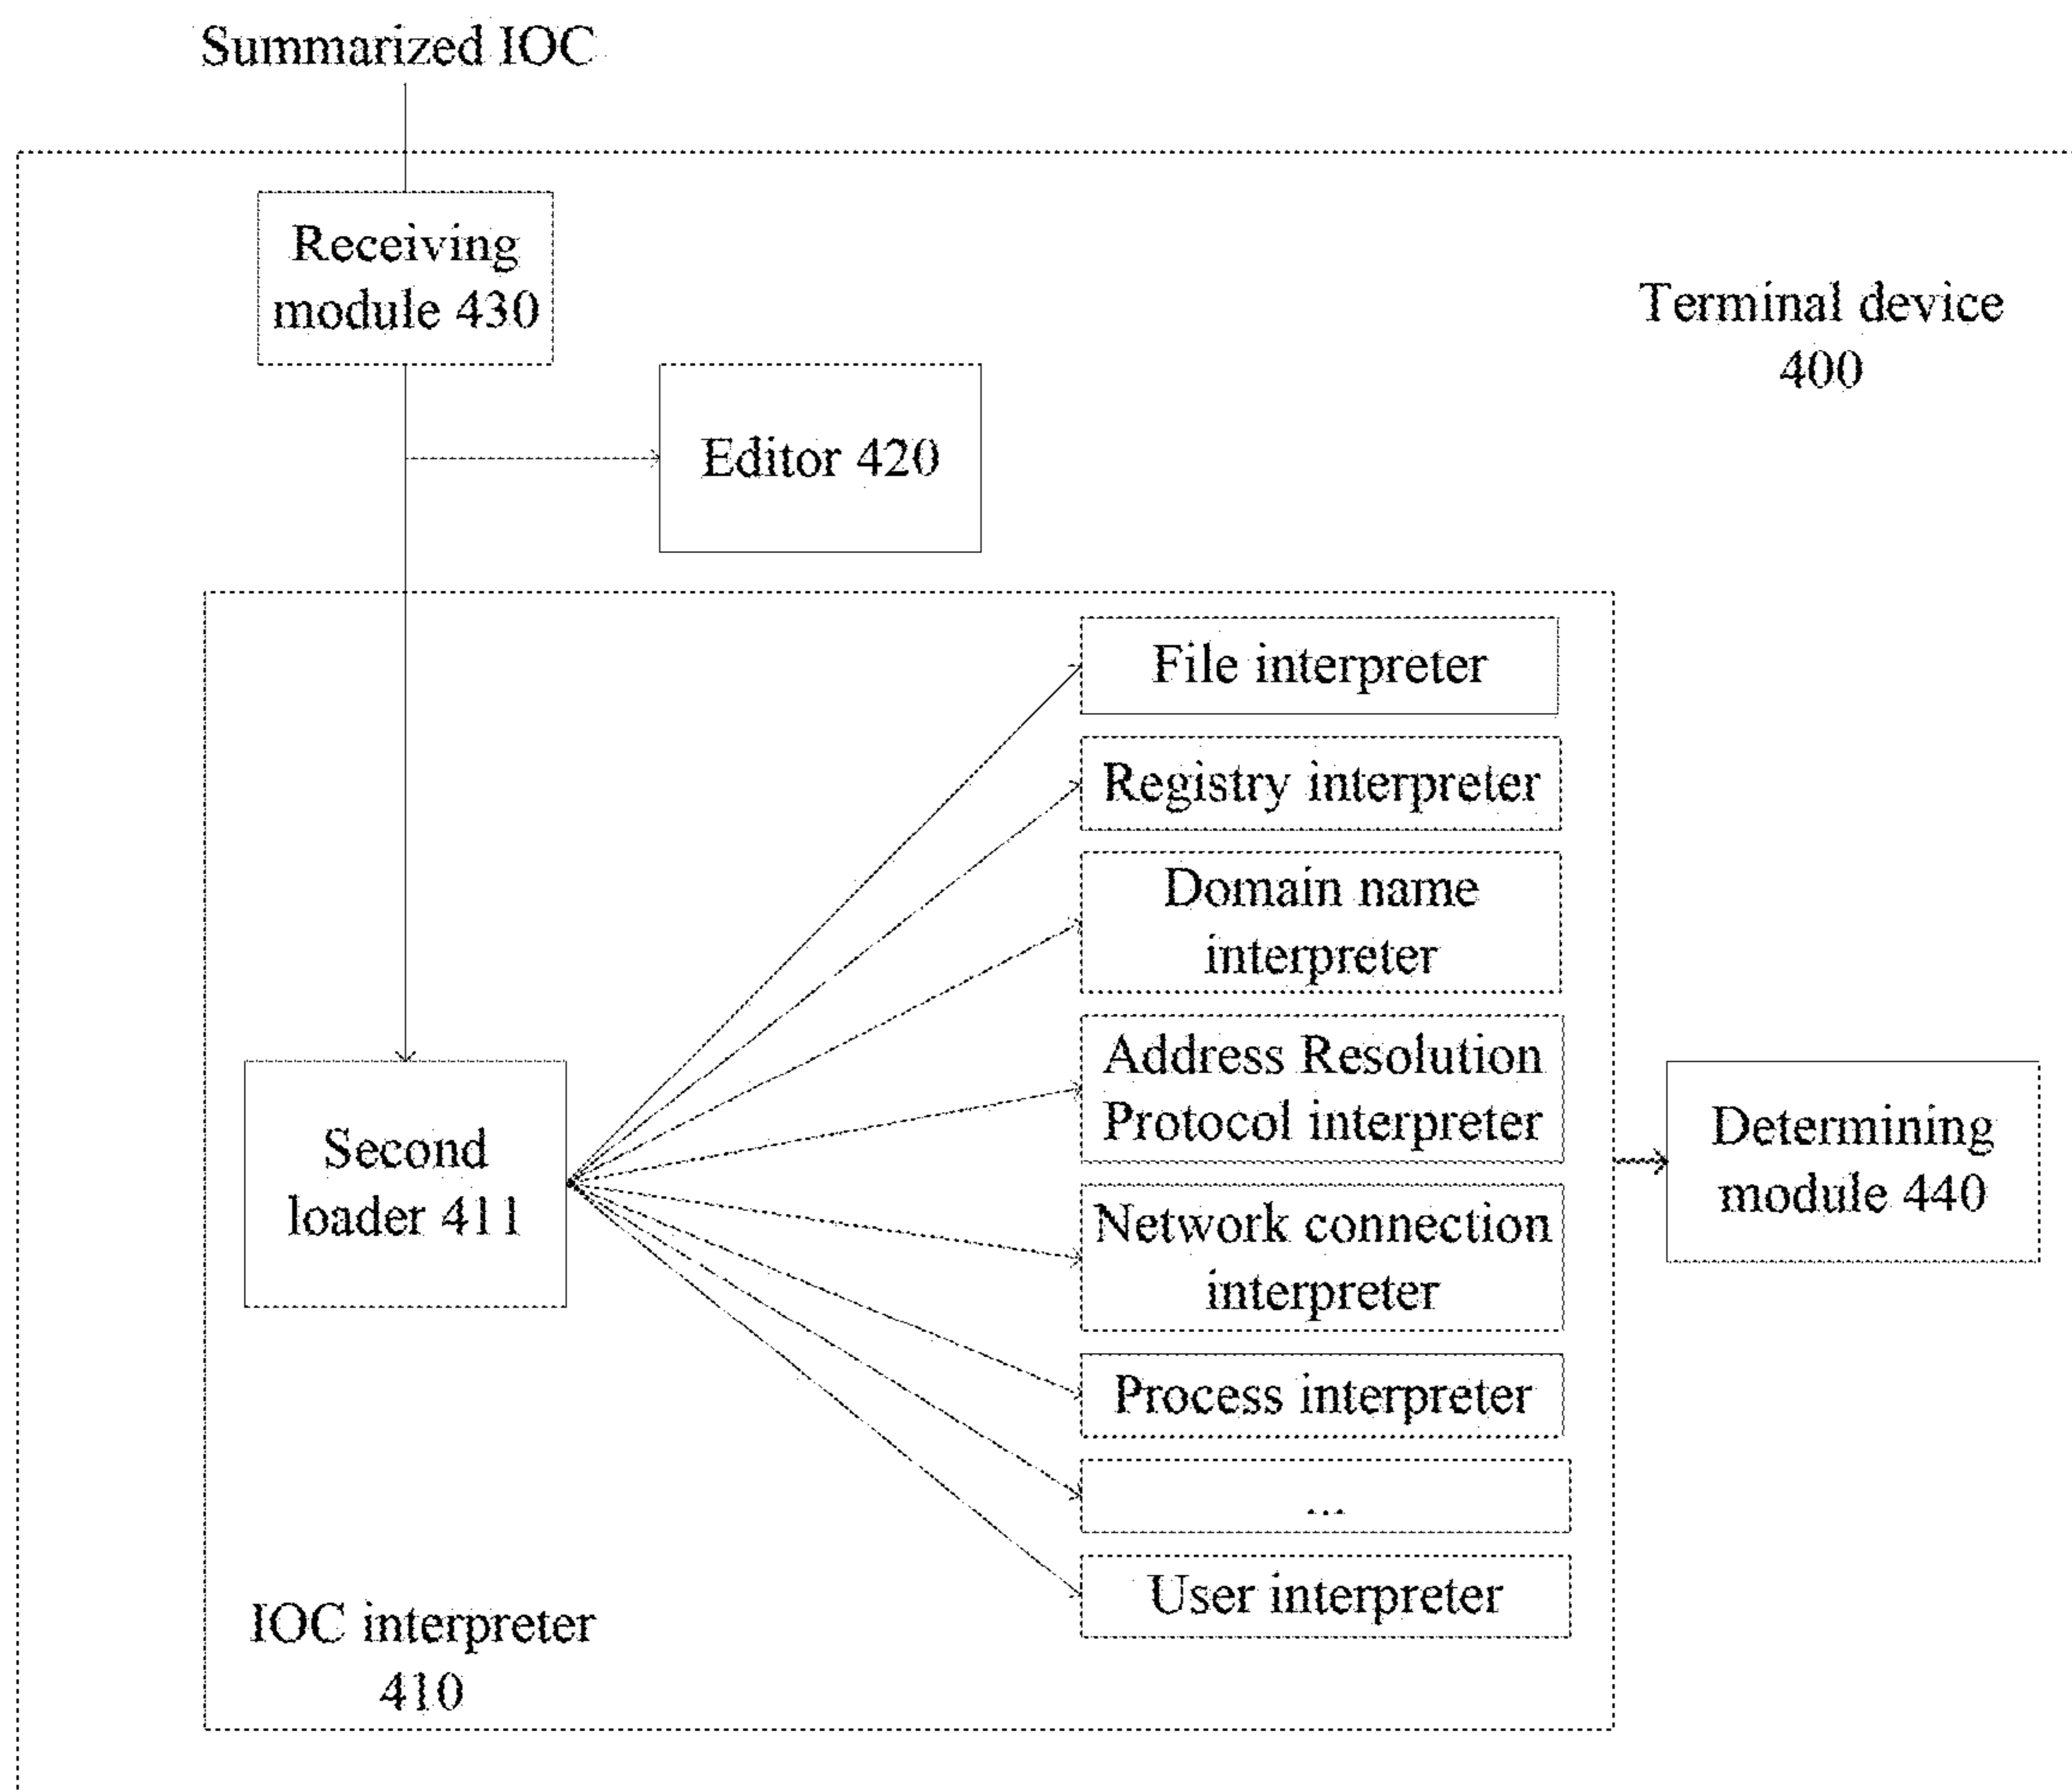 Summarized IOC
Receiving
module 430
Terminal device
400
Editor 420
File interpreter
Registry interpreter
Domain name
interpreter
Address Resolution
Protocol interpreter
Second
loader 411
Determining
module 440
Network connection
interpreter
Process interpreter
...
User interpreter
IOC interpreter
410